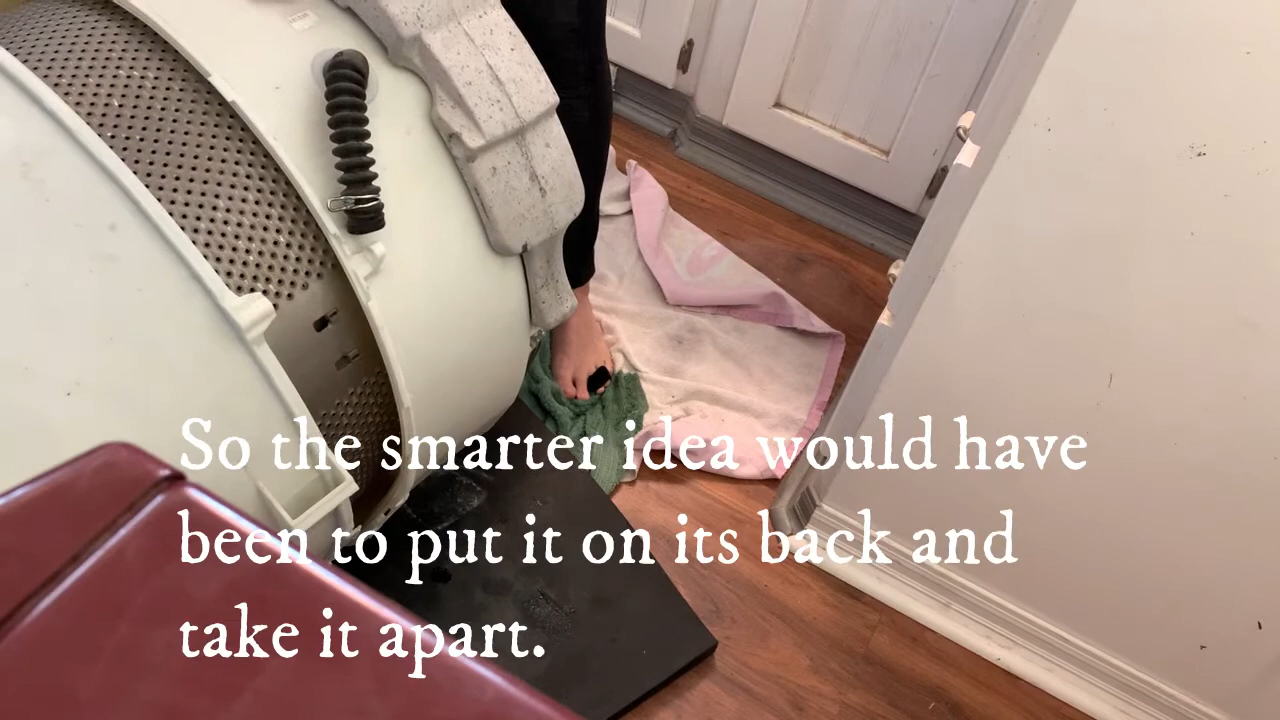 So the smarter idea would have
been to put it on its back and
take it apart.